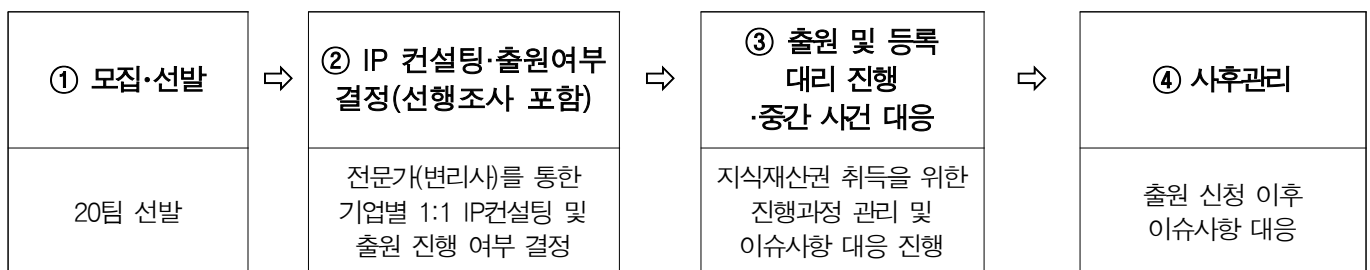 ① 모집·선발
⇨
② IP 컨설팅·출원여부
결정(선행조사 포함)
⇨
③ 출원 및 등록
대리 진행
·중간 사건 대응
⇨
④ 사후관리
20팀 선발
전문가(변리사)를 통한
기업별 1:1 IP컨설팅 및
출원 진행 여부 결정
지식재산권 취득을 위한
진행과정 관리 및
이슈사항 대응 진행
출원 신청 이후
이슈사항 대응